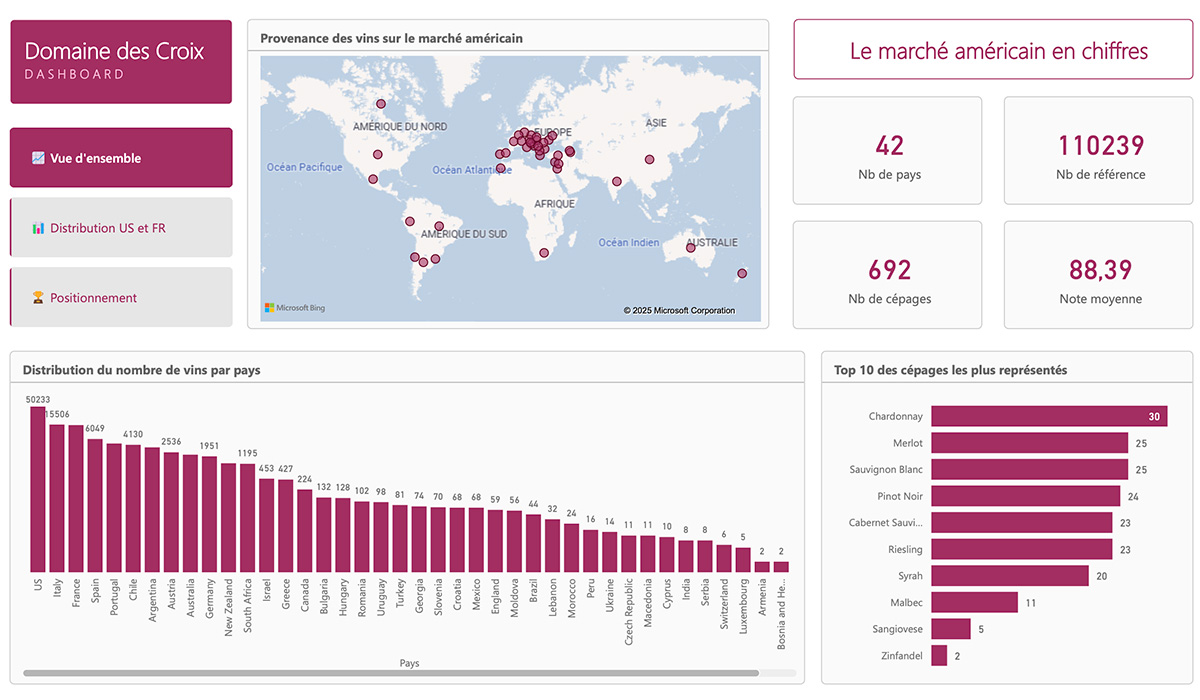 Domaine des Croix
DASHBOARD
Vue d'ensemble
Distribution US et FR
Positionnement
Provenance des vins sur le marché américain
AMÉRIQUE DU NORD
EUROPE
ASIE
Océan Pacifique
Océan Atlantique
AFRIQUE
AMÉRIQUE DU SUD
Océan Indien
AUSTRALIE
Microsoft Bing
© 2025 Microsoft Corporation
Le marché américain en chiffres
42
Nb de pays
110239
Nb de référence
692
Nb de cépages
88,39
Note moyenne
Distribution du nombre de vins par pays
50233
15506
6049
4130
2536
1951
1195
453
427
224
132
128
102
98
81
74
70
68
68
59
56
44
32
24
16
14
11
11
10
8
8
6
5
2
2
US
Italy
France
Spain
Portugal
Chile
Argentina
Austria
Australia
Germany
New Zealand
South Africa
Israel
Greece
Canada
Bulgaria
Hungary
Romania
Uruguay
Turkey
Georgia
Slovenia
Croatia
Mexico
England
Moldova
Brazil
Lebanon
Morocco
Peru
Ukraine
Czech Republic
Macedonia
Cyprus
India
Serbia
Switzerland
Luxembourg
Armenia
Bosnia and He...
Pays
Top 10 des cépages les plus représentés
Chardonnay 30
Merlot 25
Sauvignon Blanc 25
Pinot Noir 24
Cabernet Sauvi... 23
Riesling 23
Syrah 20
Malbec 11
Sangiovese 5
Zinfandel 2